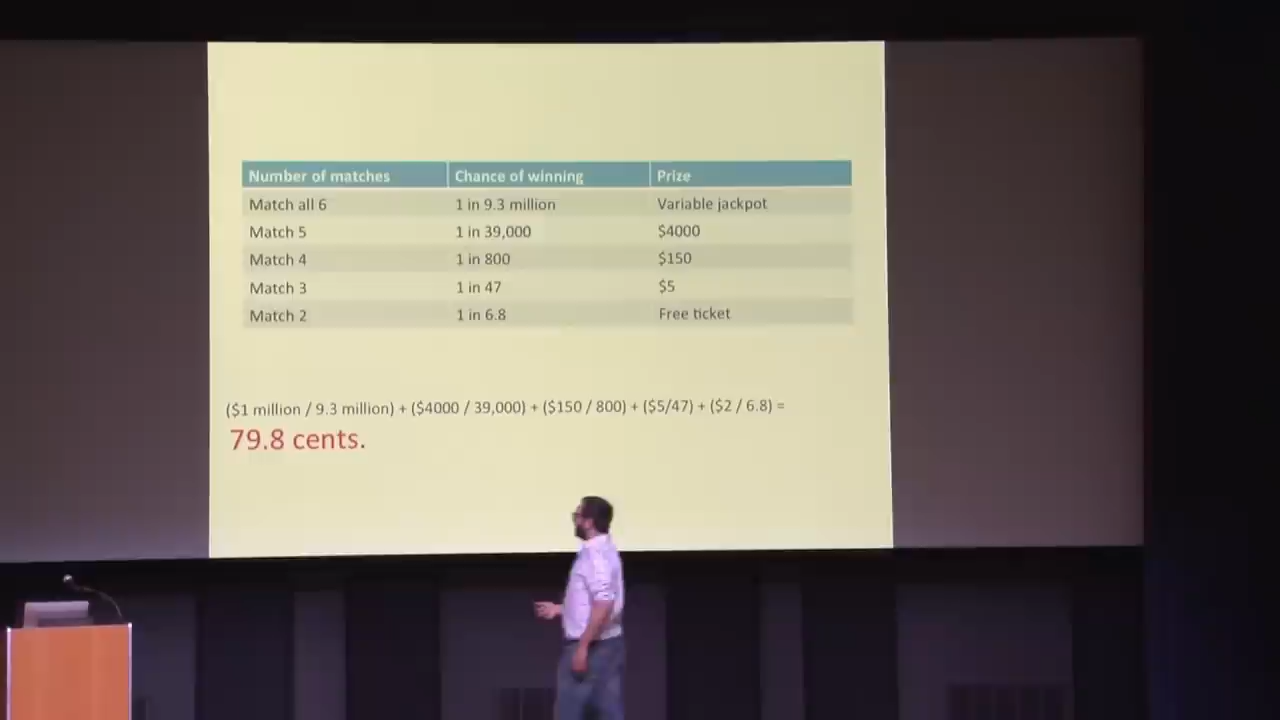 Number of matches Chance of winning Prize
Match all 6 1 in 9.3 million Variable jackpot
Match 5 1 in 39,000 $4000
Match 4 1 in 800 $150
Match 3 1 in 47 $5
Match 2 1 in 6.8 Free ticket
($1 million / 9.3 million) + ($4000 / 39,000) + ($150 / 800) + ($5/47) + ($2 / 6.8) =
79.8 cents.